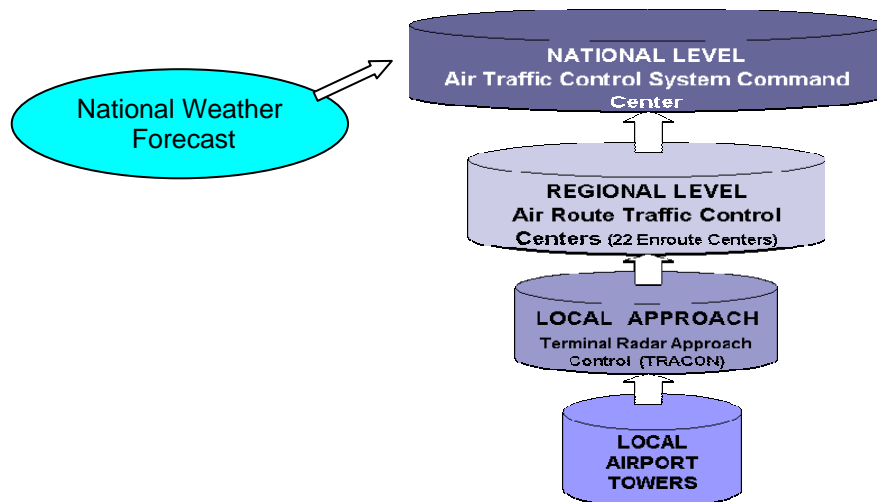 National Weather
Forecast
NATIONAL LEVEL
Air Traffic Control System Command
Center
REGIONAL LEVEL
Air Route Traffic Control
Centers (22 Enroute Centers)
LOCAL APPROACH
Terminal Radar Approach
Control (TRACON)
LOCAL
AIRPORT
TOWERS